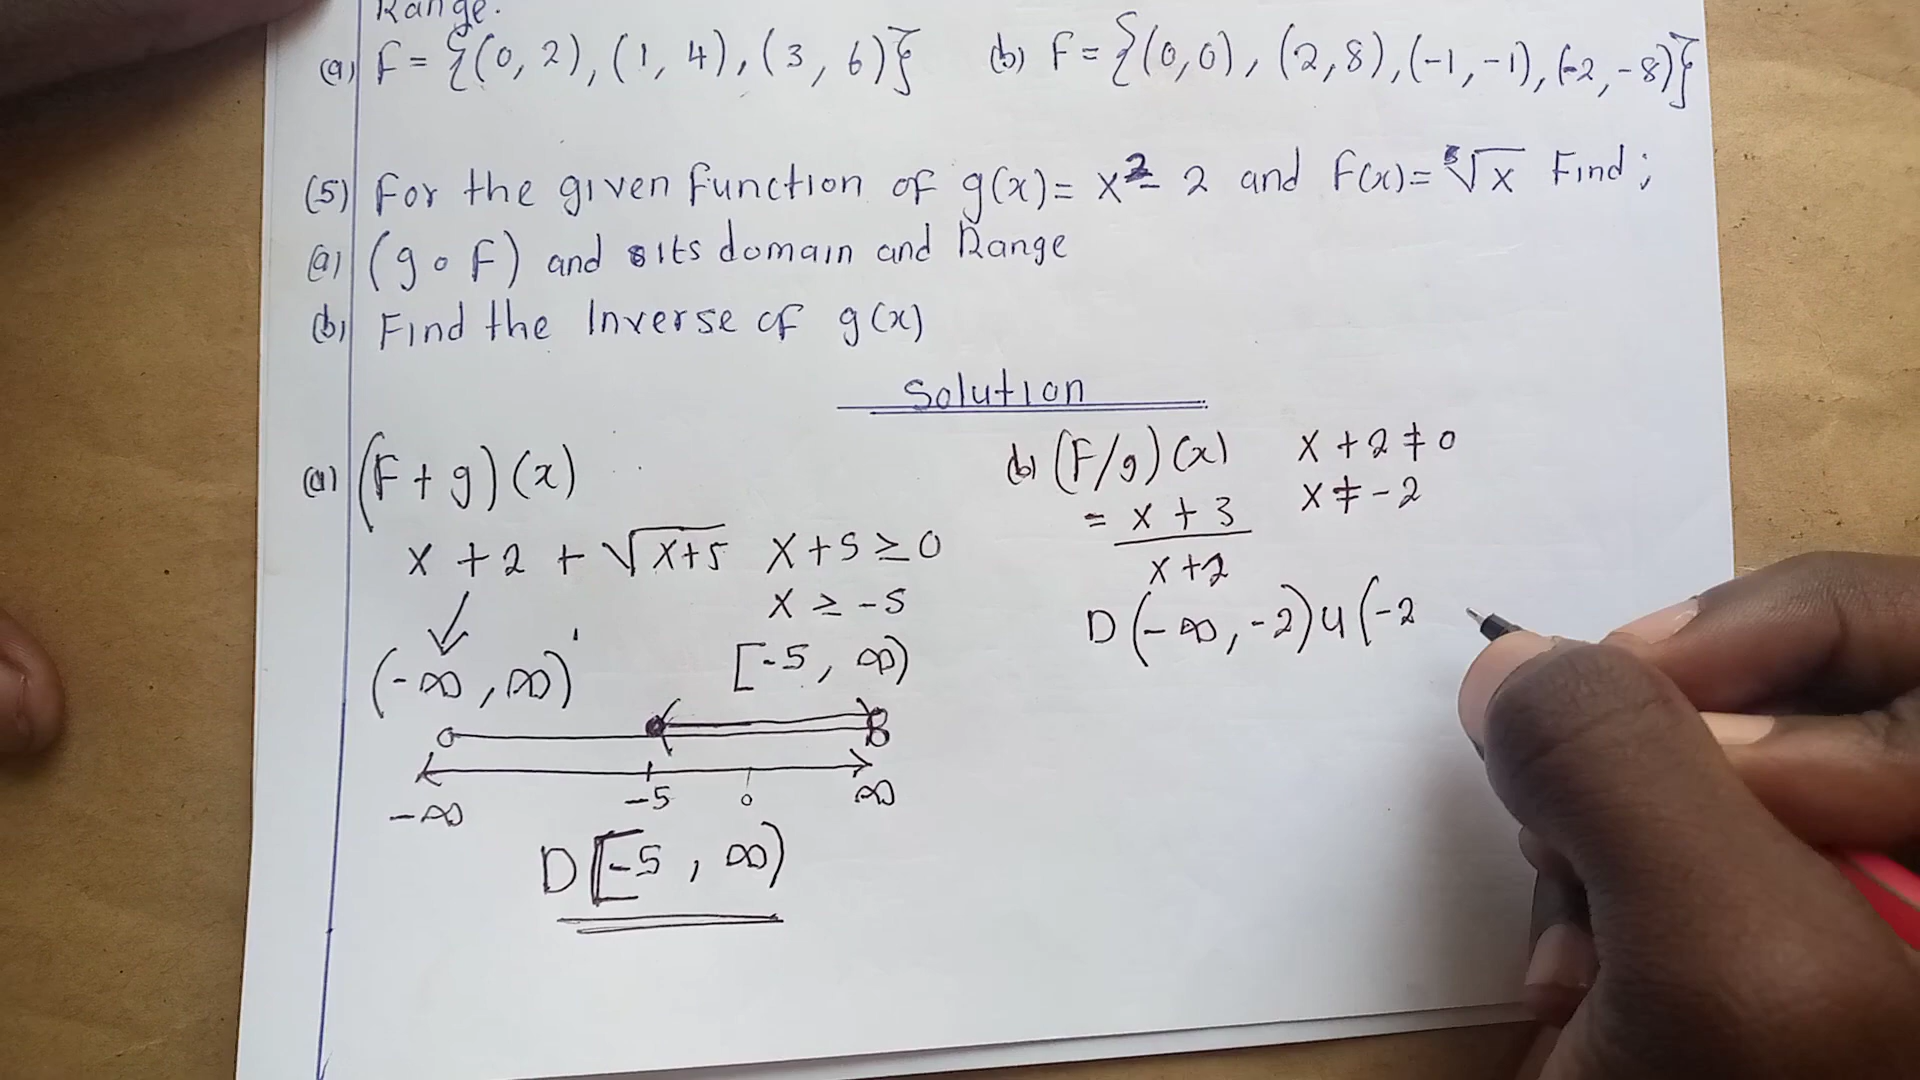 Range.
(a) F = {(0, 2), (1, 4), (3, 6)}
(b) F = {(0,0), (2,8), (-1,-1), (-2,-8)}
(5) For the given function of g(x) = x² - 2 and F(x) = ³√x Find;
(a) (g o F) and its domain and Range
(b) Find the Inverse of g(x)
Solution
(a) (F + g)(x)
x + 2 + √x+5 x + 5 ≥ 0
x ≥ -5
(-∞, ∞) [-5, ∞)
-∞ -5 0 ∞
D[-5, ∞)
(b) (F/g)(x) x + 2 ≠ 0
= x + 3 x ≠ -2
x + 2
D(-∞, -2) U (-2